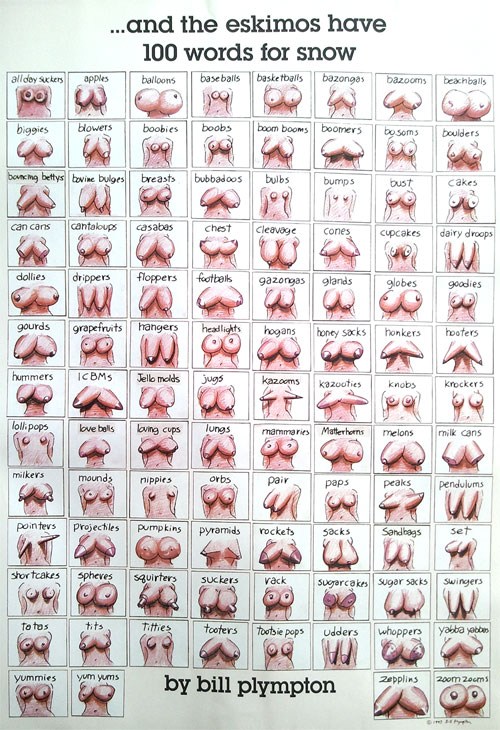 ...and the eskimos have
100 words for snow
all day suckers apples balloons baseballs basketballs bazongas bazooms beachballs
biggies blowers boobies boobs boom booms boomers bosoms boulders
bouncing bettys bovine bulges breasts bubbadoos bulbs bumps bust cakes
can cans cantaloups casabas chest cleavage cones cupcakes dairy droops
dollies drippers floppers footballs gazongas glands globes goodies
gourds grapefruits hangers headlights hogans honey sacks honkers hooters
hummers ICBMs Jello molds jugs kazooms kazooties knobs knockers
lollipops love balls loving cups lungs mammaries Matterhorns melons milk cans
milkers mounds nippies orbs pair paps peaks pendulums
pointers projectiles pumpkins pyramids rockets sacks Sandbags set
shortcakes spheres squirters suckers rack sugarcakes sugar sacks swingers
ta tas tits titties tooters tootsie pops udders whoppers yabba yabbas
yummies yum yums by bill plympton zepplins zoom zooms